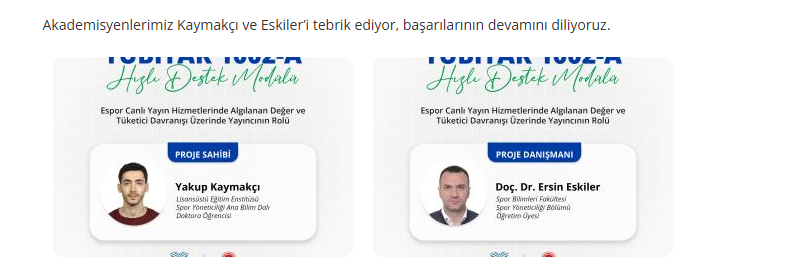 Akademisyenlerimiz Kaymakçı ve Eskiler’i tebrik ediyor, başarılarının devamını diliyoruz.
TÜBİTAK 1002-A
Hızlı Destek Modülü
Espor Canlı Yayın Hizmetlerinde Algılanan Değer ve
Tüketici Davranışı Üzerinde Yayıncının Rolü
PROJE SAHİBİ
Yakup Kaymakçı
Lisansüstü Eğitim Enstitüsü
Spor Yöneticiliği Ana Bilim Dalı
Doktora Öğrencisi
TÜBİTAK 1002-A
Hızlı Destek Modülü
Espor Canlı Yayın Hizmetlerinde Algılanan Değer ve
Tüketici Davranışı Üzerinde Yayıncının Rolü
PROJE DANIŞMANI
Doç. Dr. Ersin Eskiler
Spor Bilimleri Fakültesi
Spor Yöneticiliği Bölümü
Öğretim Üyesi